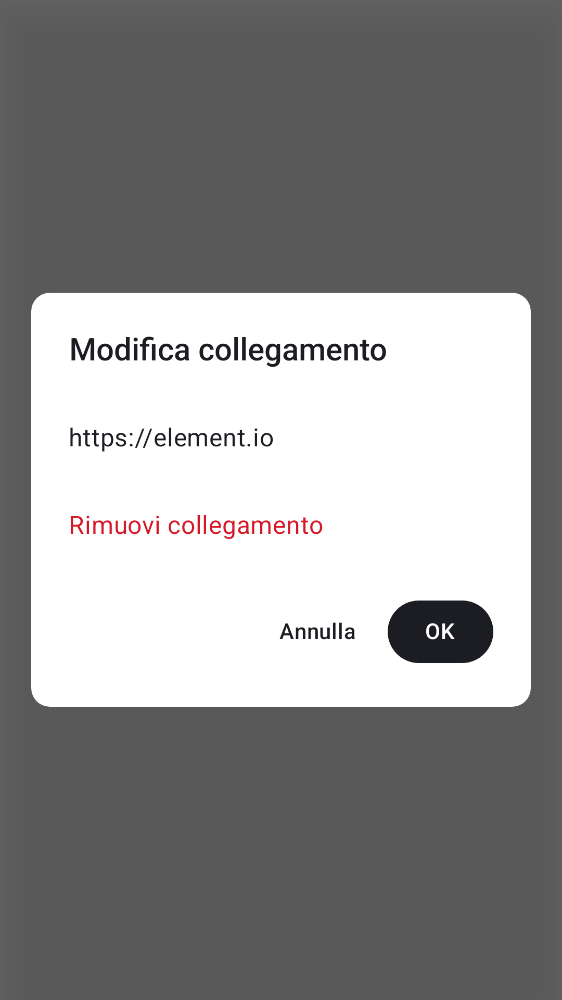 Modifica collegamento
https://element.io
Rimuovi collegamento
Annulla
OK